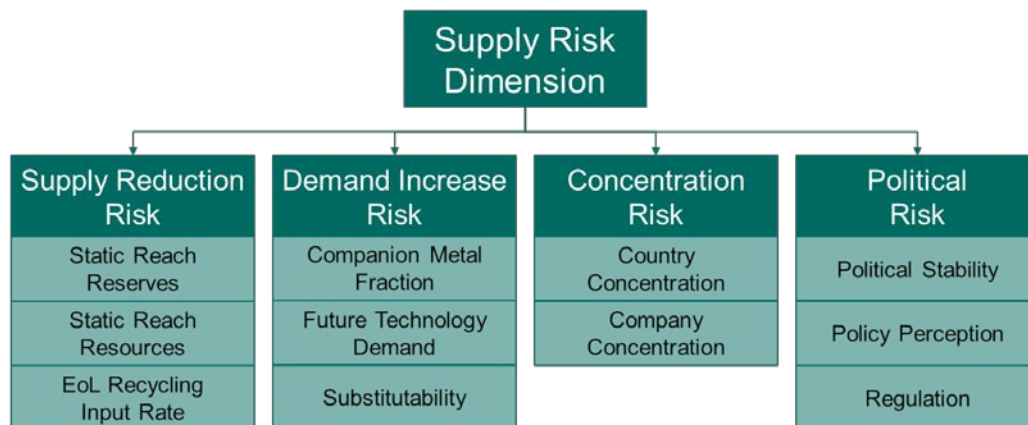 Supply Risk
Dimension
Supply Reduction
Risk
Static Reach
Reserves
Static Reach
Resources
EoL Recycling
Input Rate
Demand Increase
Risk
Companion Metal
Fraction
Future Technology
Demand
Substitutability
Concentration
Risk
Country
Concentration
Company
Concentration
Political
Risk
Political Stability
Policy Perception
Regulation